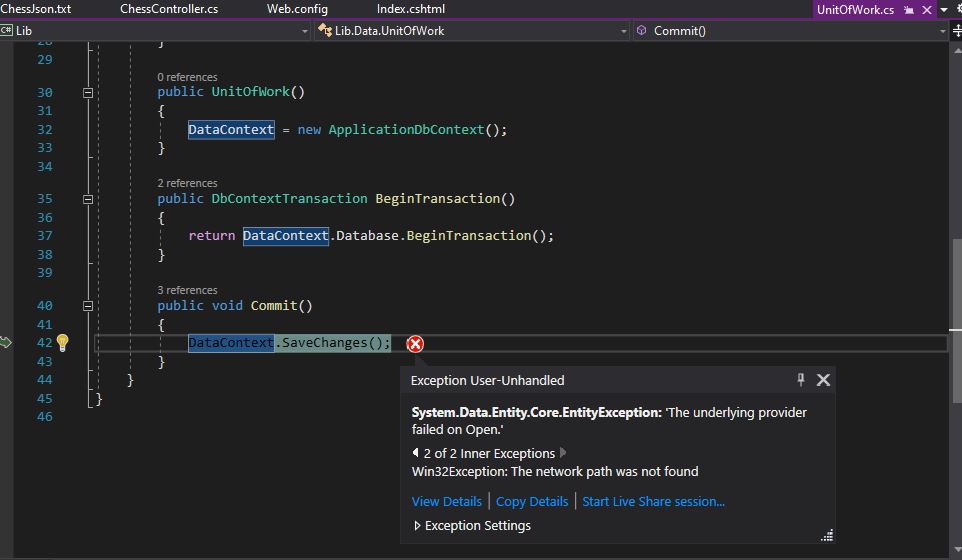 ChessJson.txt ChessController.cs Web.config Index.cshtml UnitOfWork.cs
C# Lib Lib.Data.UnitOfWork Commit()
28 }
29
0 references
30 public UnitOfWork()
31 {
32 DataContext = new ApplicationDbContext();
33 }
34
2 references
35 public DbContextTransaction BeginTransaction()
36 {
37 return DataContext.Database.BeginTransaction();
38 }
39
3 references
40 public void Commit()
41 {
42 DataContext.SaveChanges();
43 }
44 }
45 }
46
Exception User-Unhandled
System.Data.Entity.Core.EntityException: 'The underlying provider
failed on Open.'
2 of 2 Inner Exceptions
Win32Exception: The network path was not found
View Details | Copy Details | Start Live Share session...
Exception Settings